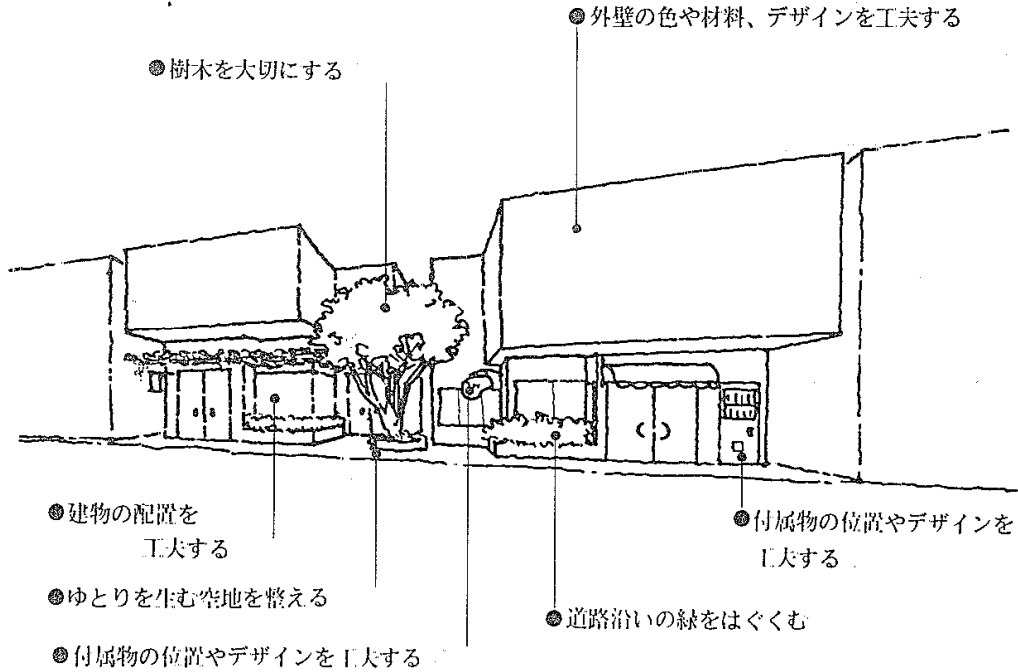 ●外壁の色や材料、デザインを工夫する
●樹木を大切にする
●建物の配置を
工夫する
●付属物の位置やデザインを
工夫する
●ゆとりを生む空地を整える
●道路沿いの緑をはぐくむ
●付属物の位置やデザインを工夫する